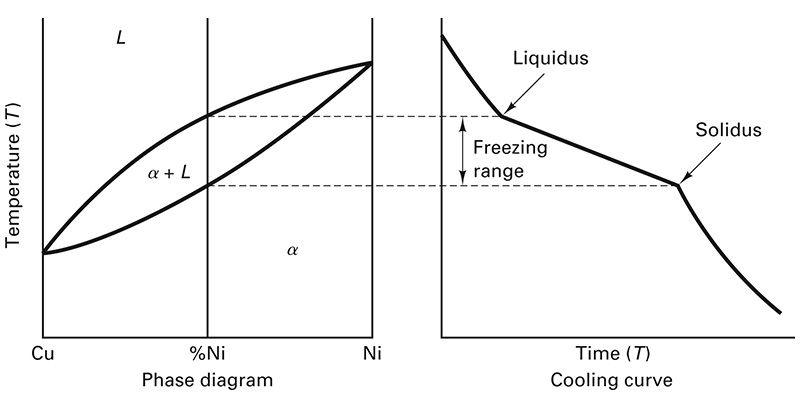 L
Temperature (T)
α + L
α
Cu
%Ni
Ni
Phase diagram
Liquidus
Solidus
Freezing
range
Time (T)
Cooling curve